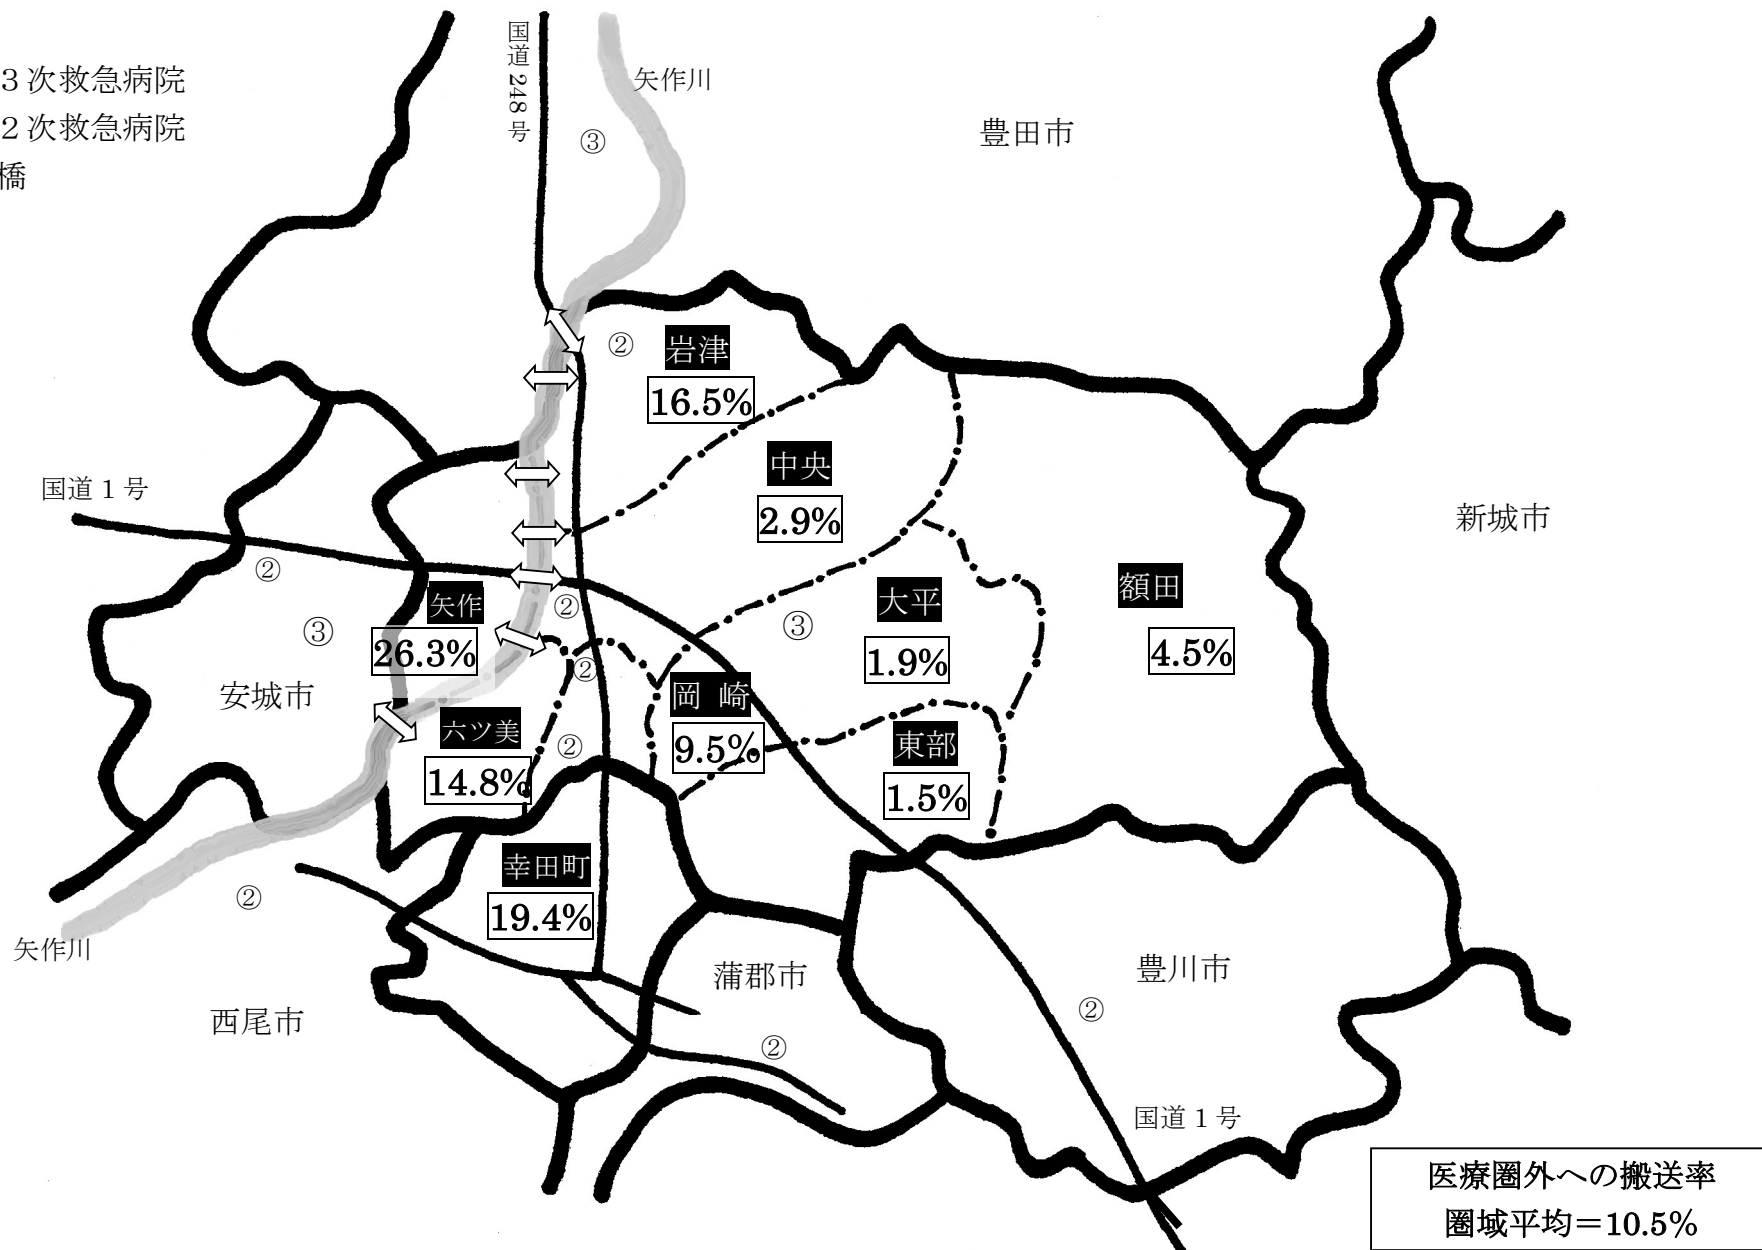 3次救急病院
2次救急病院
橋
国道248号
矢作川
③
豊田市
②
岩津
16.5%
中央
2.9%
国道1号
新城市
②
矢作
26.3%
②
③
③
大平
1.9%
額田
4.5%
②
安城市
岡 崎
9.5%
六ツ美
14.8%
②
東部
1.5%
幸田町
19.4%
②
矢作川
西尾市
蒲郡市
②
豊川市
②
国道1号
医療圏外への搬送率
圏域平均＝10.5%